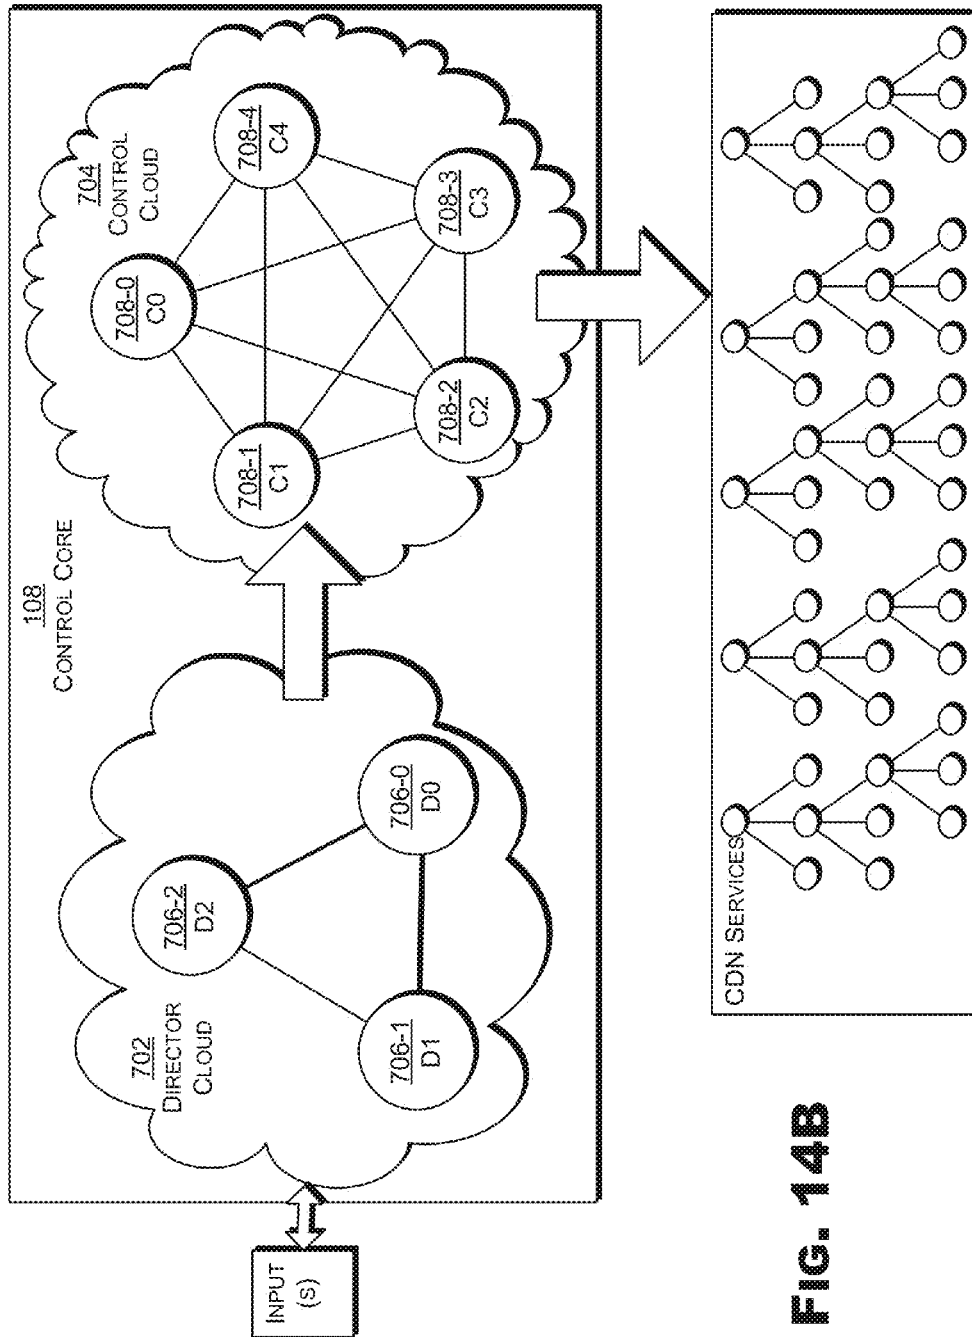 108
CONTROL CORE
INPUT
(S)
702
DIRECTOR
CLOUD
706-2
D2
706-1
D1
706-0
D0
704
CONTROL
CLOUD
708-0
C0
708-1
C1
708-4
C4
708-2
C2
708-3
C3
CDN SERVICES
FIG. 14B